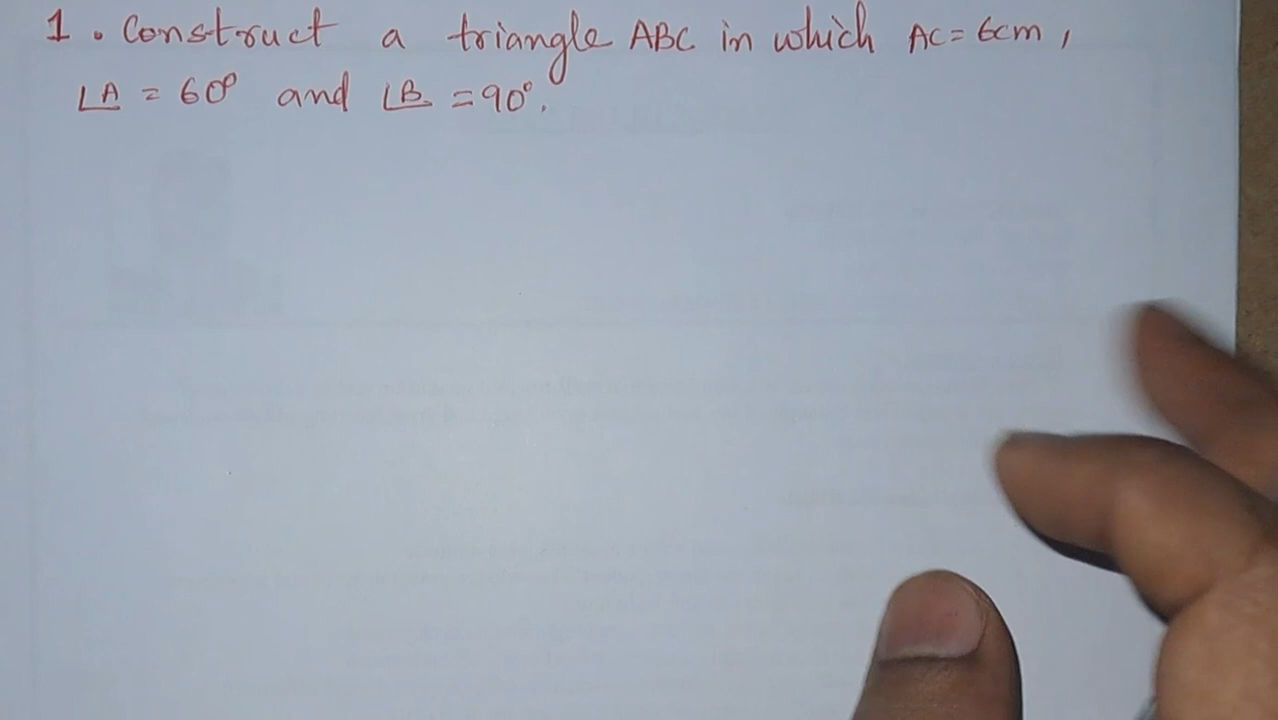 1. Construct a triangle ABC in which AC = 6cm,
∠A = 60° and ∠B = 90°.